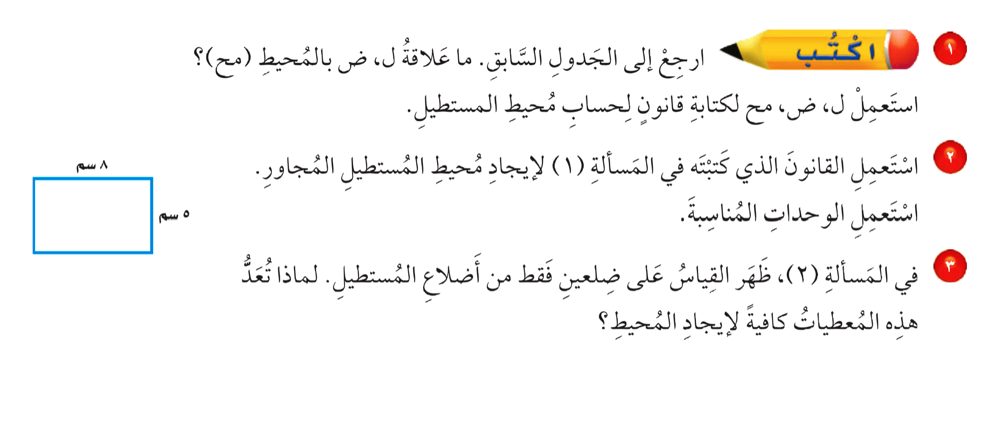 ١ اكْتُب ارجِعْ إلى الجَدولِ السَّابقِ. ما عَلاقةُ ل، ض بالمُحيطِ (مح)؟
استَعمِلْ ل، ض، مح لكتابةِ قانونٍ لِحسابِ مُحيطِ المستطيلِ.
٢ اسْتَعمِلِ القانونَ الذي كَتبْتَه في المَسألةِ (١) لإيجادِ مُحيطِ المُستطيلِ المُجاورِ.
٨ سم
اسْتَعمِلِ الوحداتِ المُناسِبةَ.
٥ سم
٣ في المَسألةِ (٢)، ظَهَر القِياسُ عَلى ضِلعينِ فَقط من أَضلاعِ المُستطيلِ. لماذا تُعَدُّ
هذِه المُعطياتُ كافيةً لإيجادِ المُحيطِ؟